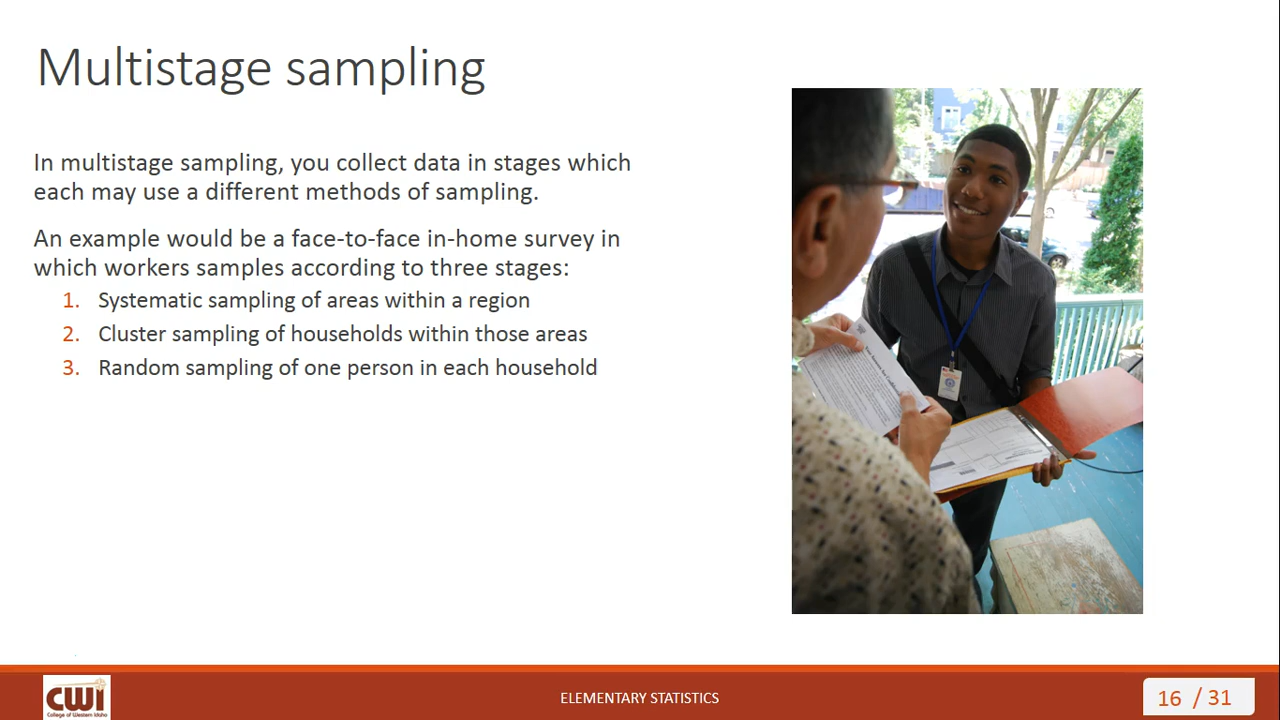 Multistage sampling
In multistage sampling, you collect data in stages which
each may use a different methods of sampling.
An example would be a face-to-face in-home survey in
which workers samples according to three stages:
1. Systematic sampling of areas within a region
2. Cluster sampling of households within those areas
3. Random sampling of one person in each household
CWI
College of Western Idaho
ELEMENTARY STATISTICS
16 / 31